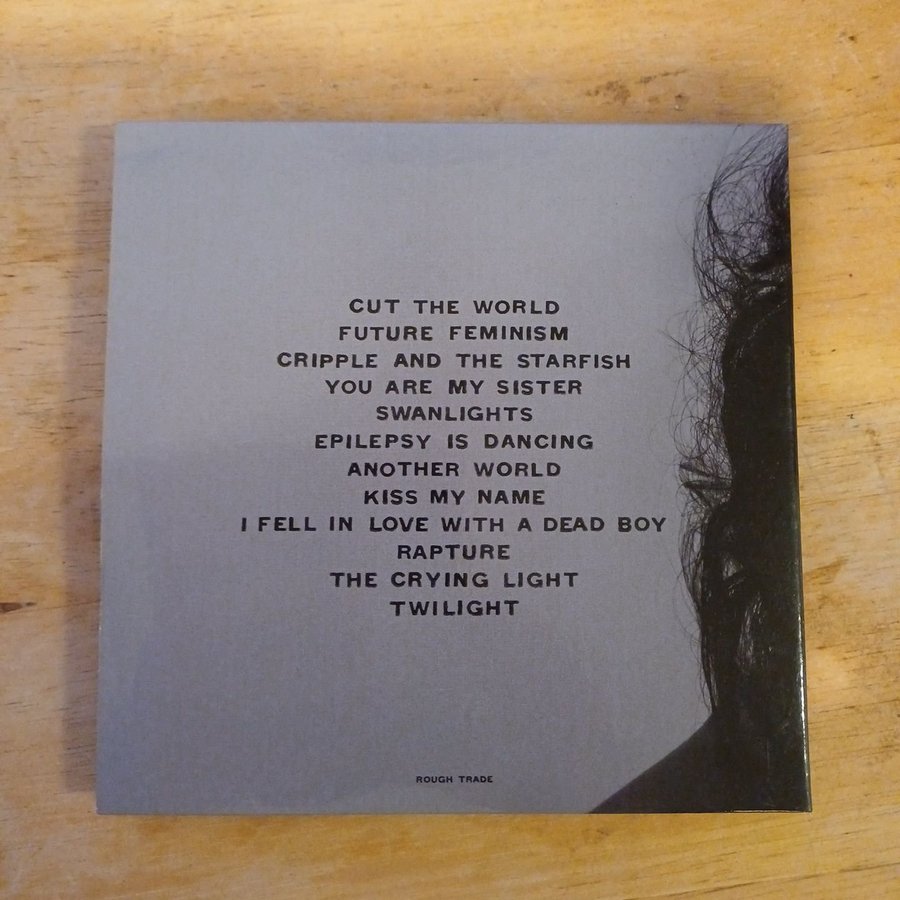 CUT THE WORLD
FUTURE FEMINISM
CRIPPLE AND THE STARFISH
YOU ARE MY SISTER
SWANLIGHTS
EPILEPSY IS DANCING
ANOTHER WORLD
KISS MY NAME
I FELL IN LOVE WITH A DEAD BOY
RAPTURE
THE CRYING LIGHT
TWILIGHT
ROUGH TRADE